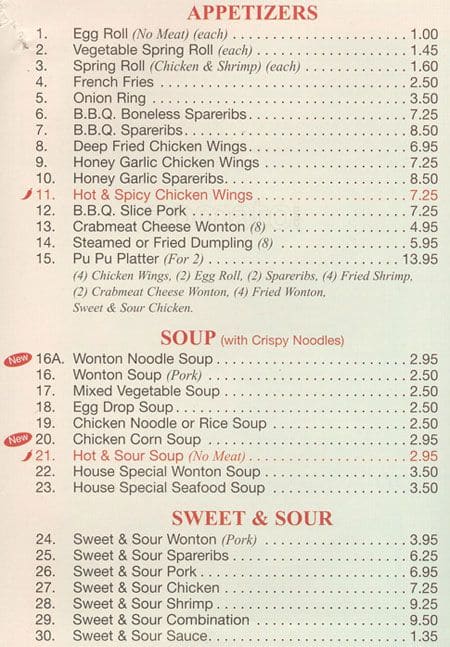 APPETIZERS
1. Egg Roll (No Meat) (each) 1.00
2. Vegetable Spring Roll (each) 1.45
3. Spring Roll (Chicken & Shrimp) (each) 1.60
4. French Fries 2.50
5. Onion Ring 3.50
6. B.B.Q. Boneless Spareribs 7.25
7. B.B.Q. Spareribs 8.50
8. Deep Fried Chicken Wings 6.95
9. Honey Garlic Chicken Wings 7.25
10. Honey Garlic Spareribs 8.50
11. Hot & Spicy Chicken Wings 7.25
12. B.B.Q. Slice Pork 7.25
13. Crabmeat Cheese Wonton (8) 4.95
14. Steamed or Fried Dumpling (8) 5.95
15. Pu Pu Platter (For 2) 13.95
(4) Chicken Wings, (2) Egg Roll, (2) Spareribs, (4) Fried Shrimp,
(2) Crabmeat Cheese Wonton, (4) Fried Wonton,
Sweet & Sour Chicken.
SOUP (with Crispy Noodles)
New 16A. Wonton Noodle Soup 2.95
16. Wonton Soup (Pork) 2.50
17. Mixed Vegetable Soup 2.50
18. Egg Drop Soup 2.50
19. Chicken Noodle or Rice Soup 2.50
New 20. Chicken Corn Soup 2.95
21. Hot & Sour Soup (No Meat) 2.95
22. House Special Wonton Soup 3.50
23. House Special Seafood Soup 3.50
SWEET & SOUR
24. Sweet & Sour Wonton (Pork) 3.95
25. Sweet & Sour Spareribs 6.25
26. Sweet & Sour Pork 6.95
27. Sweet & Sour Chicken 7.25
28. Sweet & Sour Shrimp 9.25
29. Sweet & Sour Combination 9.50
30. Sweet & Sour Sauce 1.35